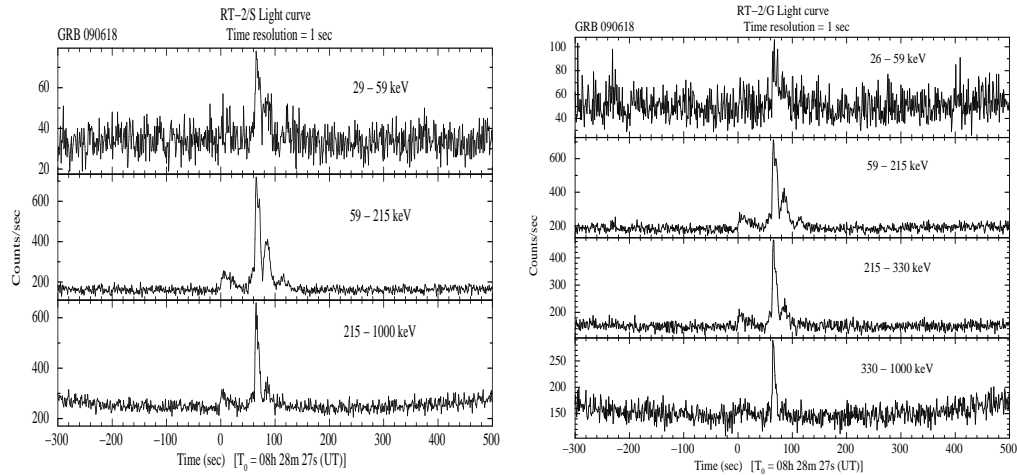 RT−2/S Light curve
GRB 090618
Time resolution = 1 sec
29 − 59 keV
60
40
20
59 − 215 keV
600
400
200
215 − 1000 keV
600
400
200
Counts/sec
−300 −200 −100 0 100 200 300 400 500
Time (sec) [T0 = 08h 28m 27s (UT)]
RT−2/G Light curve
GRB 090618
Time resolution = 1 sec
26 − 59 keV
100
80
60
40
59 − 215 keV
600
400
200
215 − 330 keV
400
300
200
330 − 1000 keV
250
200
150
Counts/sec
−300 −200 −100 0 100 200 300 400 500
Time (sec) [T0 = 08h 28m 27s (UT)]